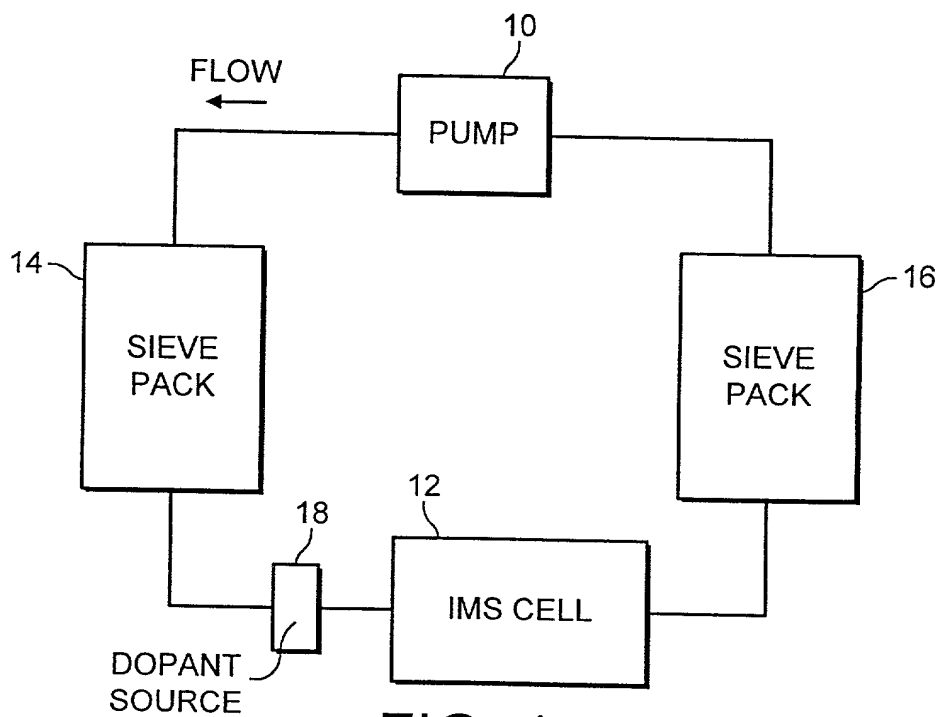 10
FLOW
PUMP
14
16
SIEVE
PACK
SIEVE
PACK
12
18
IMS CELL
DOPANT
SOURCE